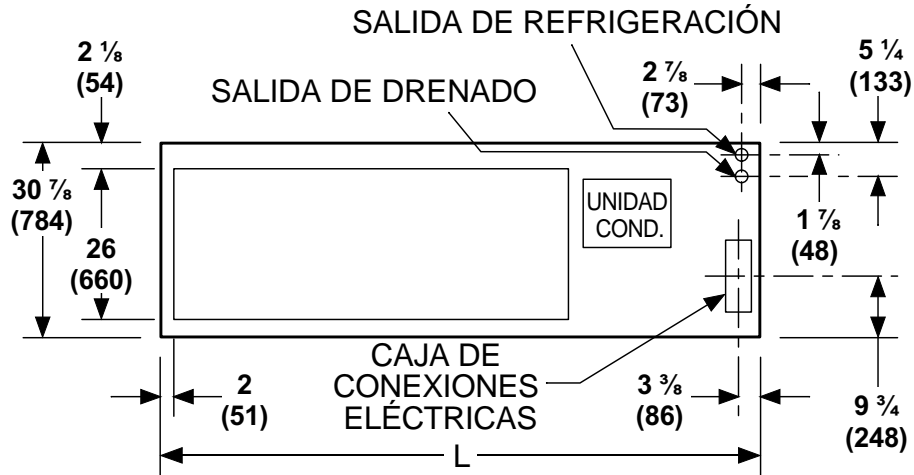 SALIDA DE REFRIGERACIÓN
2 ⅛
(54)
2 ⅞
(73)
5 ¼
(133)
SALIDA DE DRENADO
30 ⅞
(784)
26
(660)
UNIDAD
COND.
1 ⅞
(48)
2
(51)
CAJA DE
CONEXIONES
ELÉCTRICAS
3 ⅜
(86)
9 ¾
(248)
L